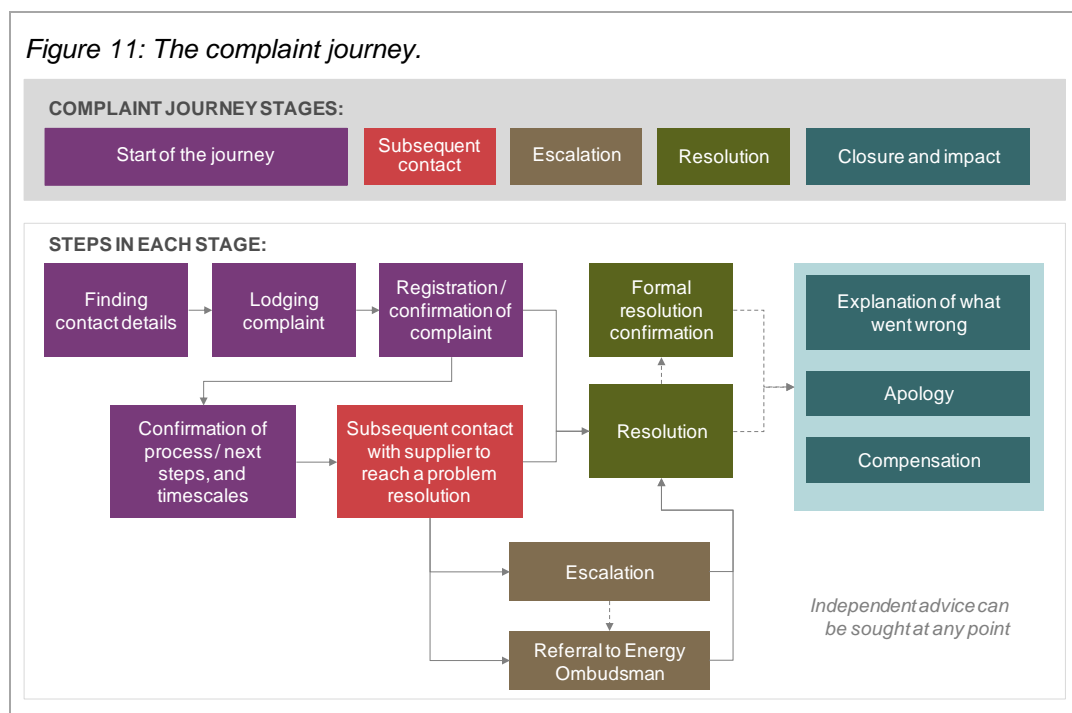 Figure 11: The complaint journey.
COMPLAINT JOURNEY STAGES:
Start of the journey
Subsequent
contact
Escalation
Resolution
Closure and impact
STEPS IN EACH STAGE:
Finding
contact details
Lodging
complaint
Registration /
confirmation of
complaint
Formal
resolution
confirmation
Explanation of what
went wrong
Confirmation of
process / next
steps, and
timescales
Subsequent contact
with supplier to
reach a problem
resolution
Resolution
Apology
Compensation
Escalation
Referral to Energy
Ombudsman
Independent advice can
be sought at any point